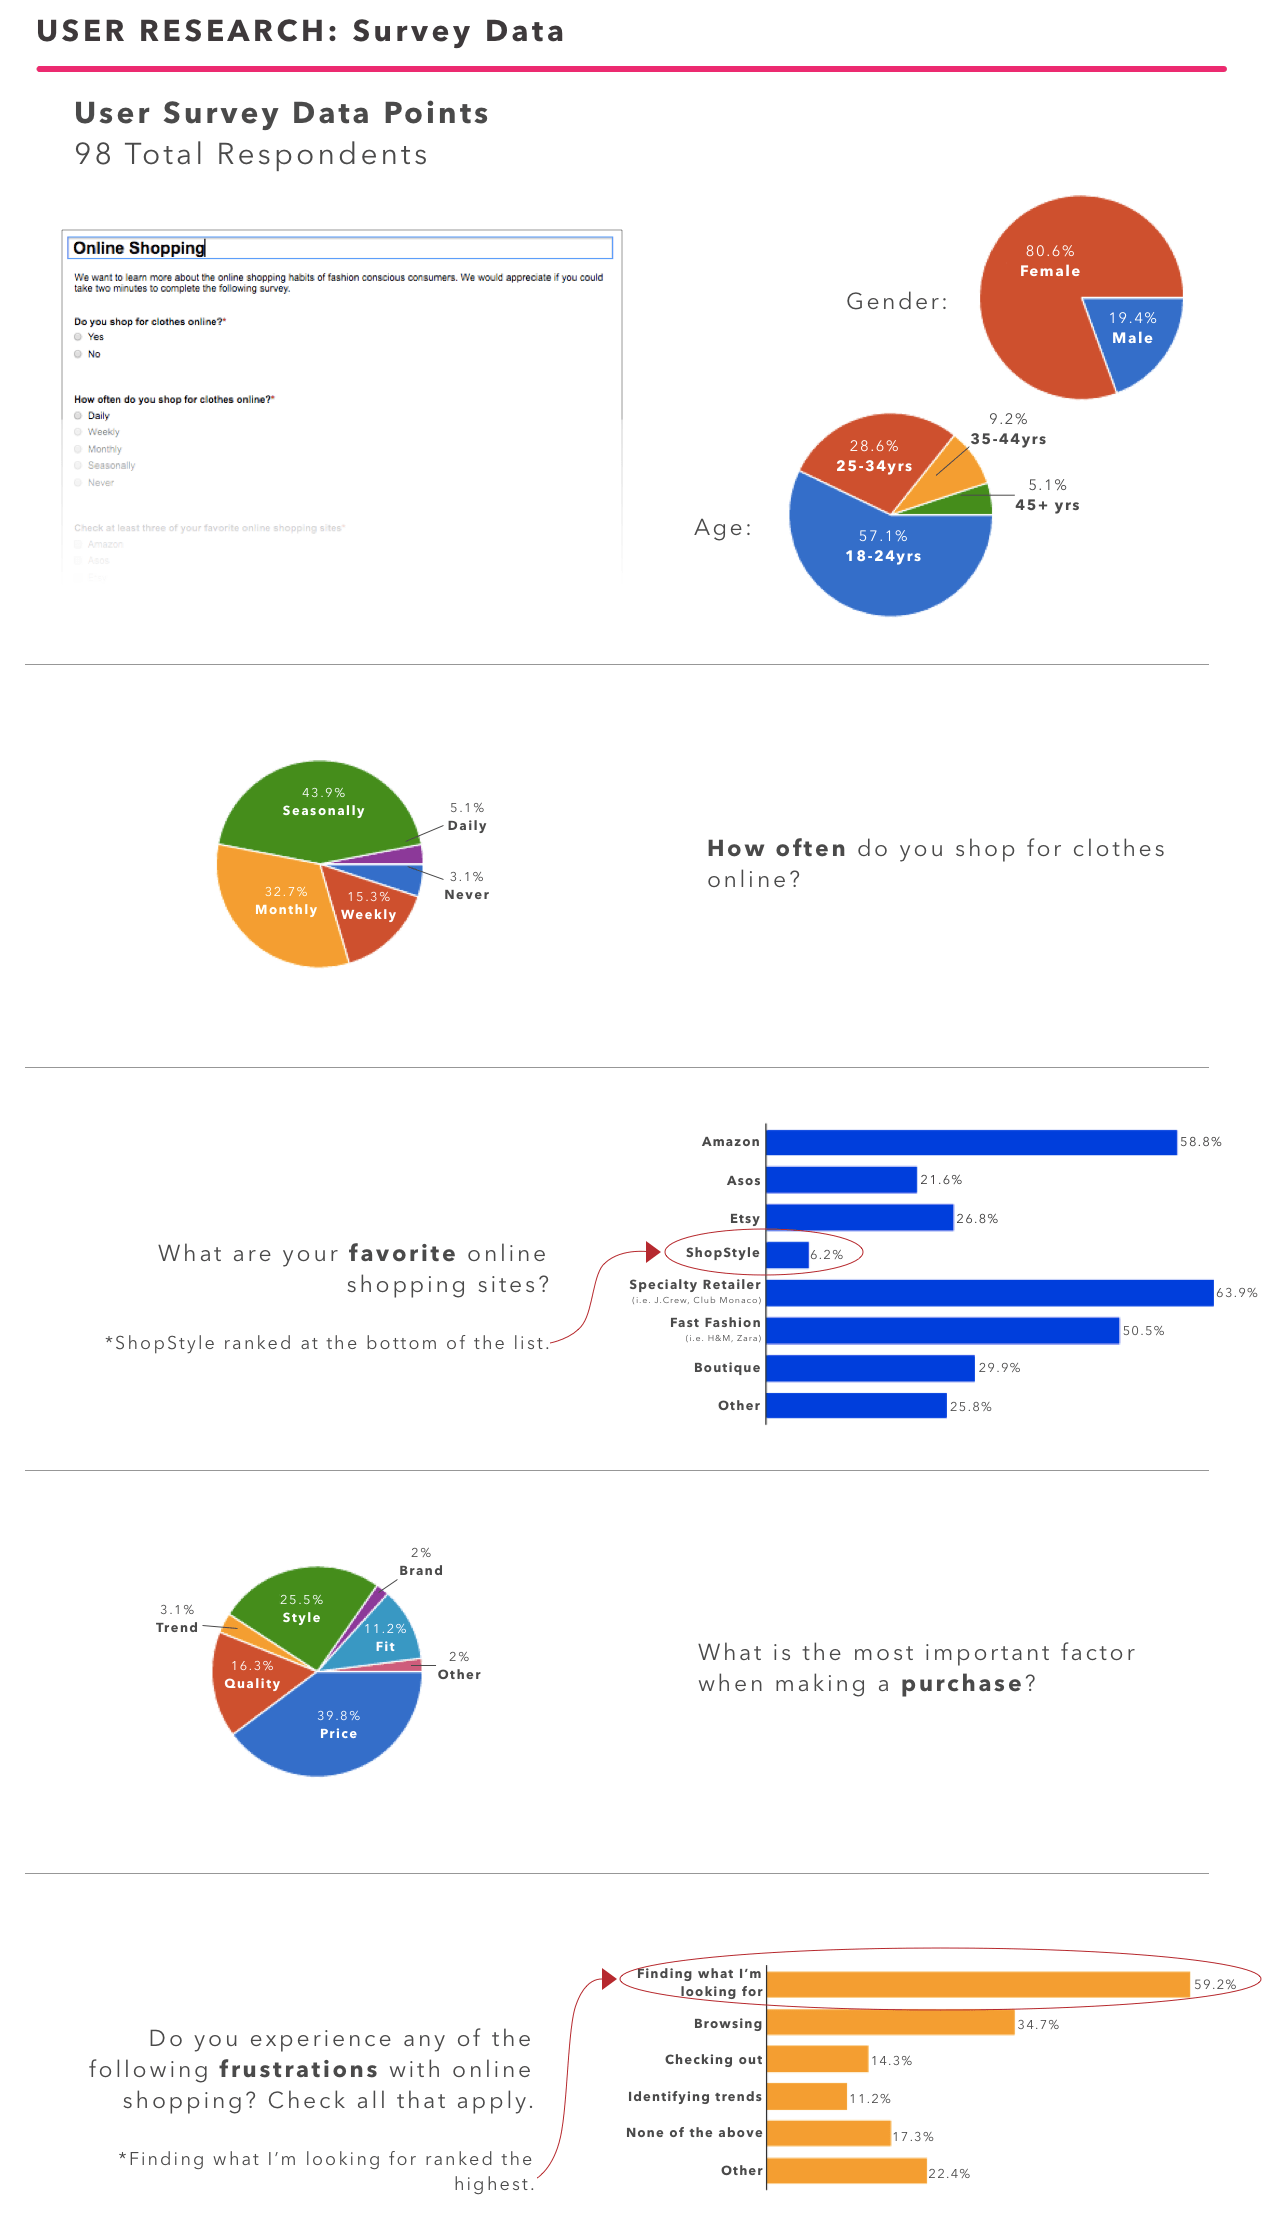 USER RESEARCH: Survey Data
User Survey Data Points
98 Total Respondents
Online Shopping
We want to learn more about the online shopping habits of fashion conscious consumers. We would appreciate if you could
take two minutes to complete the following survey.
Do you shop for clothes online?*
Yes
No
How often do you shop for clothes online?*
Daily
Weekly
Monthly
Seasonally
Never
Check at least three of your favorite online shopping sites*
Amazon
Asos
Gender:
80.6%
Female
19.4%
Male
Age:
9.2%
35-44yrs
28.6%
25-34yrs
5.1%
45+ yrs
57.1%
18-24yrs
43.9%
Seasonally
5.1%
Daily
3.1%
Never
32.7%
Monthly
15.3%
Weekly
How often do you shop for clothes
online?
What are your favorite online
shopping sites?
*ShopStyle ranked at the bottom of the list.
Amazon 58.8%
Asos 21.6%
Etsy 26.8%
ShopStyle 6.2%
Specialty Retailer 63.9%
(i.e. J.Crew, Club Monaco)
Fast Fashion 50.5%
(i.e. H&M, Zara)
Boutique 29.9%
Other 25.8%
2%
Brand
25.5%
Style
3.1%
Trend
11.2%
Fit
16.3%
Quality
2%
Other
39.8%
Price
What is the most important factor
when making a purchase?
Do you experience any of the
following frustrations with online
shopping? Check all that apply.
*Finding what I'm looking for ranked the
highest.
Finding what I'm
looking for 59.2%
Browsing 34.7%
Checking out 14.3%
Identifying trends 11.2%
None of the above 17.3%
Other 22.4%